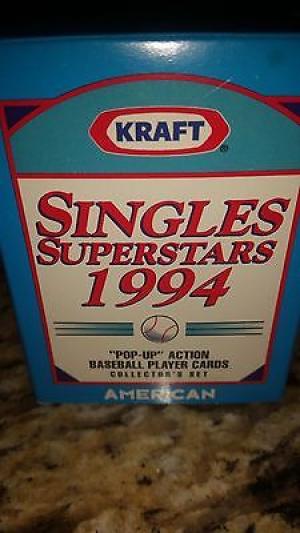 KRAFT®
SINGLES
SUPERSTARS
1994
"POP-UP" ACTION
BASEBALL PLAYER CARDS
COLLECTOR'S SET
AMERICAN